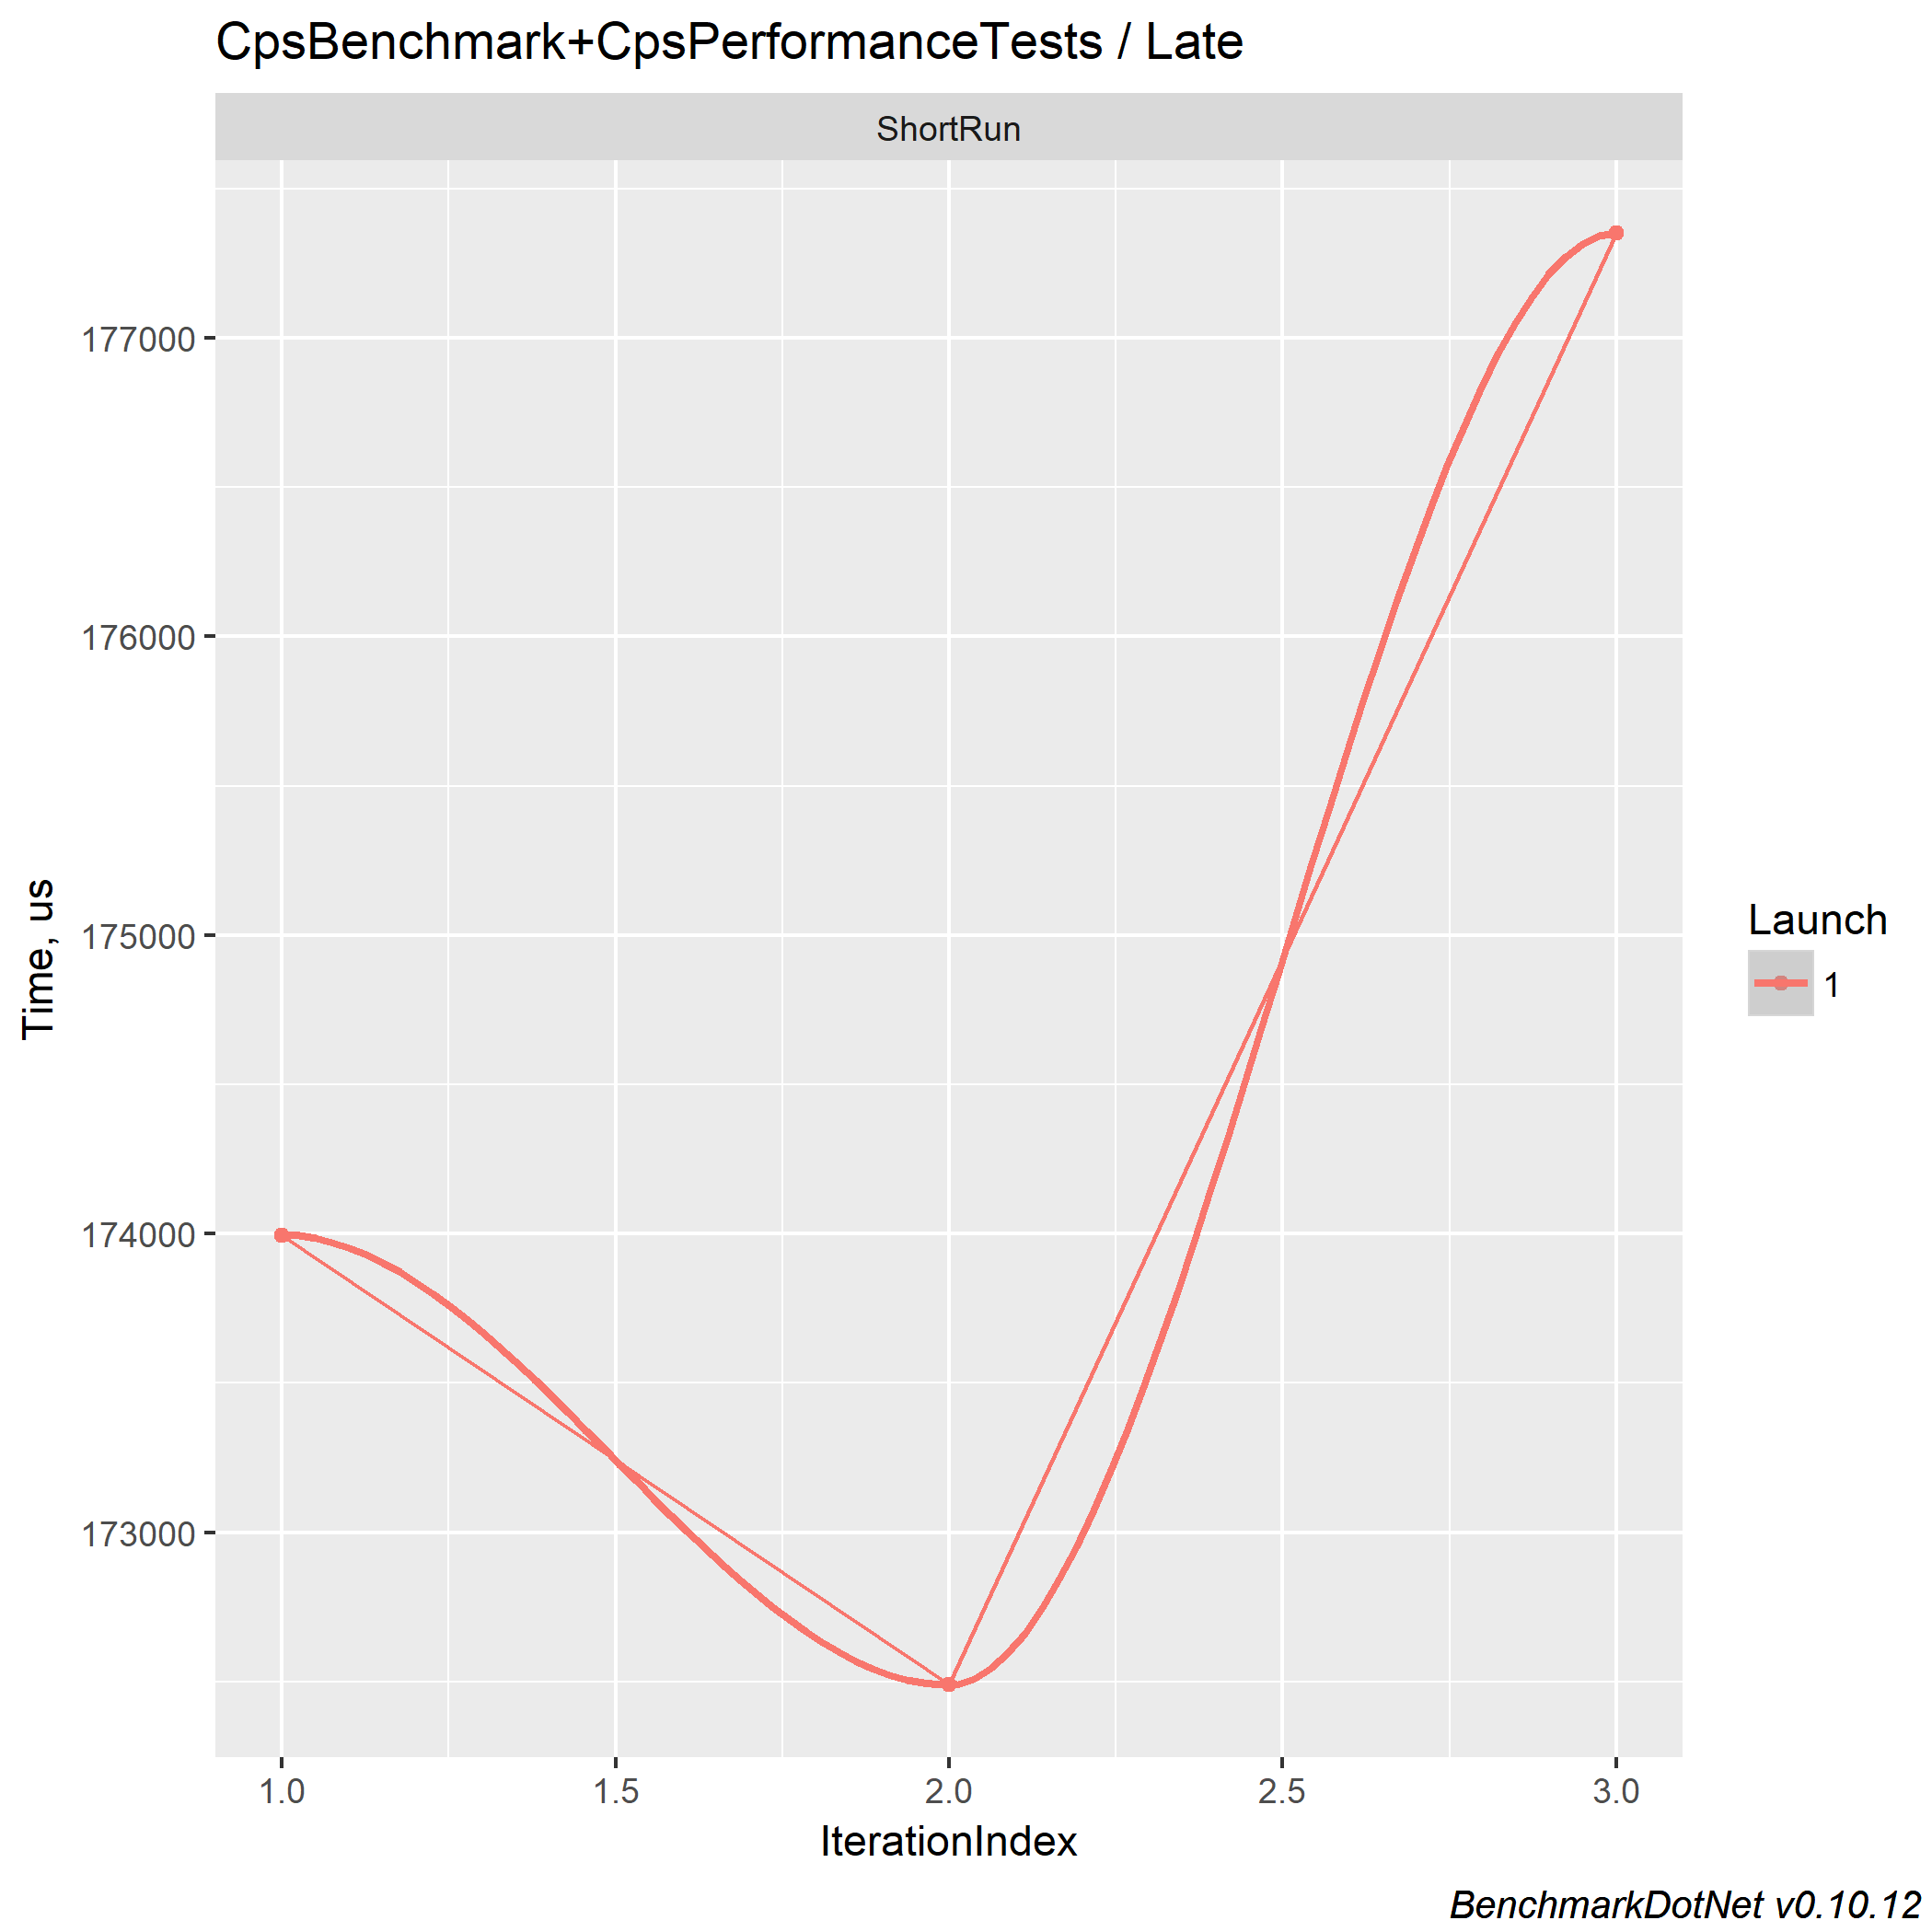 CpsBenchmark+CpsPerformanceTests / Late
ShortRun
177000
176000
175000
174000
173000
Time, us
1.0
1.5
2.0
2.5
3.0
IterationIndex
Launch
1
BenchmarkDotNet v0.10.12